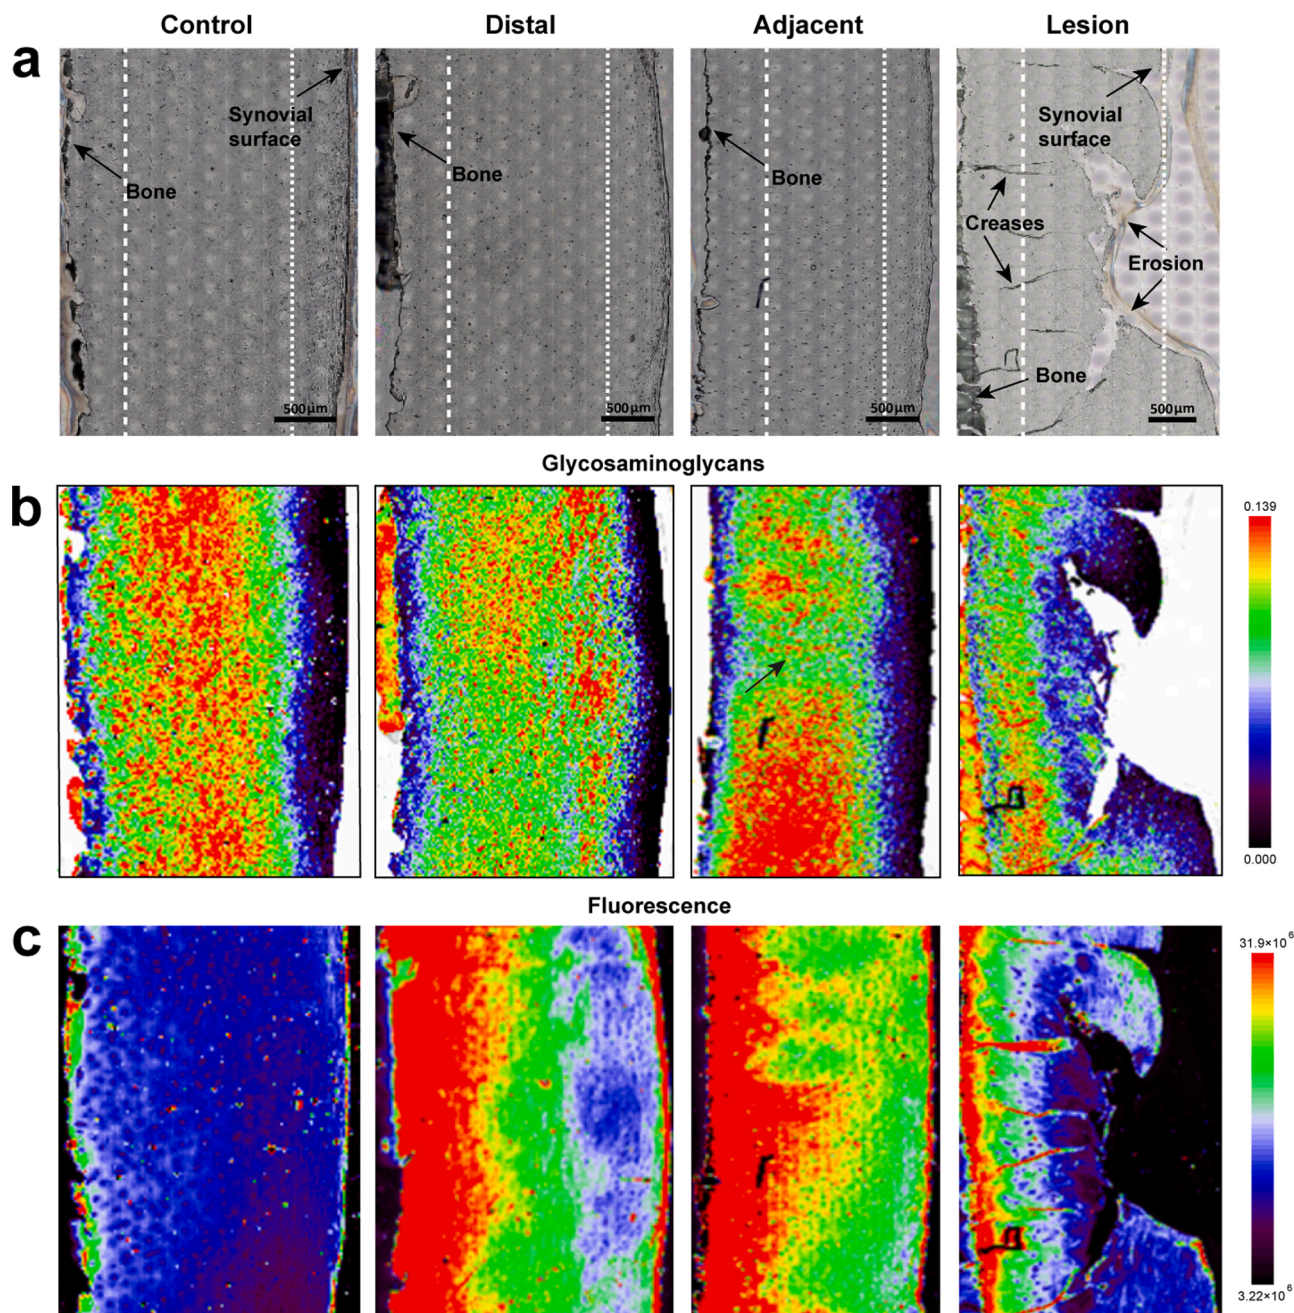 Control Distal Adjacent Lesion
a
Synovial
surface
Bone
500µm
Bone
500µm
Bone
500µm
Synovial
surface
Creases
Erosion
Bone
500µm
Glycosaminoglycans
b
0.139
0.000
Fluorescence
c
31.9×10⁶
3.22×10⁶